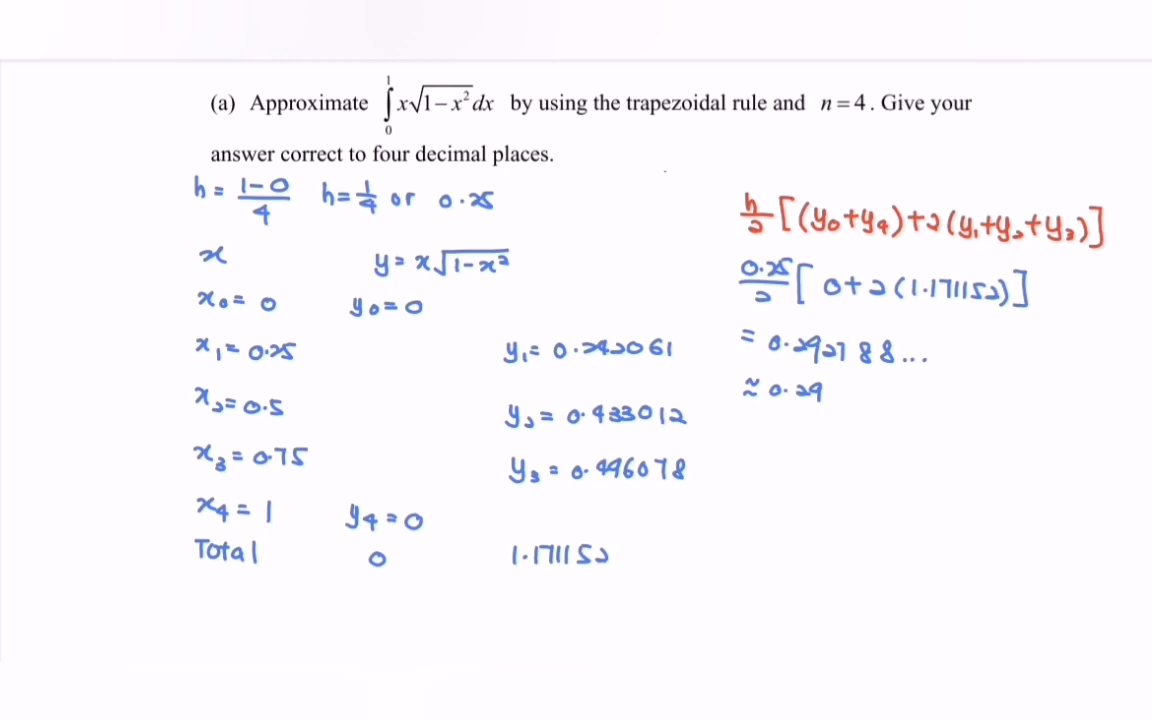 (a) Approximate ∫₀¹ x√(1−x²) dx by using the trapezoidal rule and n = 4. Give your
answer correct to four decimal places.
h = (1-0)/4 h = 1/4 or 0.25
x y = x√(1-x²)
x₀ = 0 y₀ = 0
x₁ = 0.25 y₁ = 0.242061
x₂ = 0.5 y₂ = 0.433012
x₃ = 0.75 y₃ = 0.496078
x₄ = 1 y₄ = 0
Total 0 1.171152
h/2 [(y₀+y₄)+2(y₁+y₂+y₃)]
0.25/2 [0+2(1.171152)]
= 0.292788...
≈ 0.29